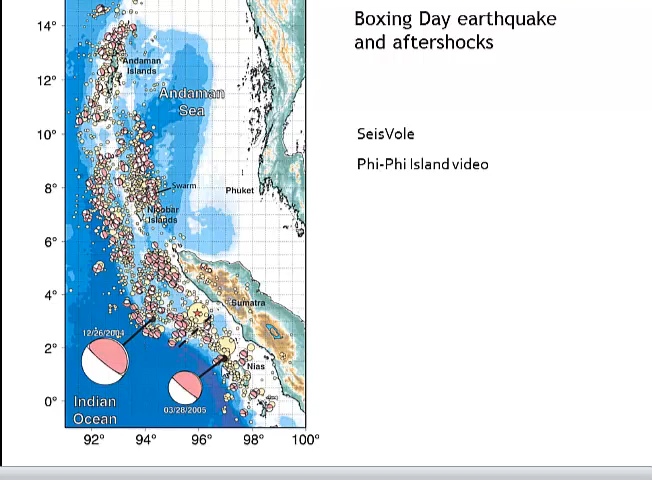 Boxing Day earthquake
and aftershocks
SeisVole
Phi-Phi Island video
14°
12°
10°
8°
6°
4°
2°
0°
Andaman
Islands
Andaman
Sea
Swarm
Phuket
Nicobar
Islands
Sumatra
12/26/2004
Nias
03/28/2005
Indian
Ocean
92°
94°
96°
98°
100°